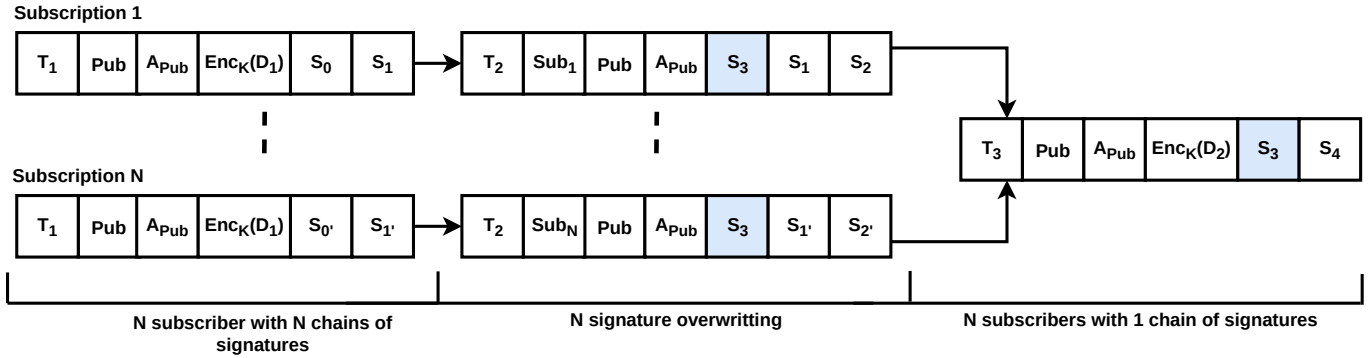 Subscription 1
T1 Pub APub EncK(D1) S0 S1
T2 Sub1 Pub APub S3 S1 S2
T3 Pub APub EncK(D2) S3 S4
Subscription N
T1 Pub APub EncK(D1) S0' S1'
T2 SubN Pub APub S3 S1' S2'
N subscriber with N chains of
signatures
N signature overwritting
N subscribers with 1 chain of signatures